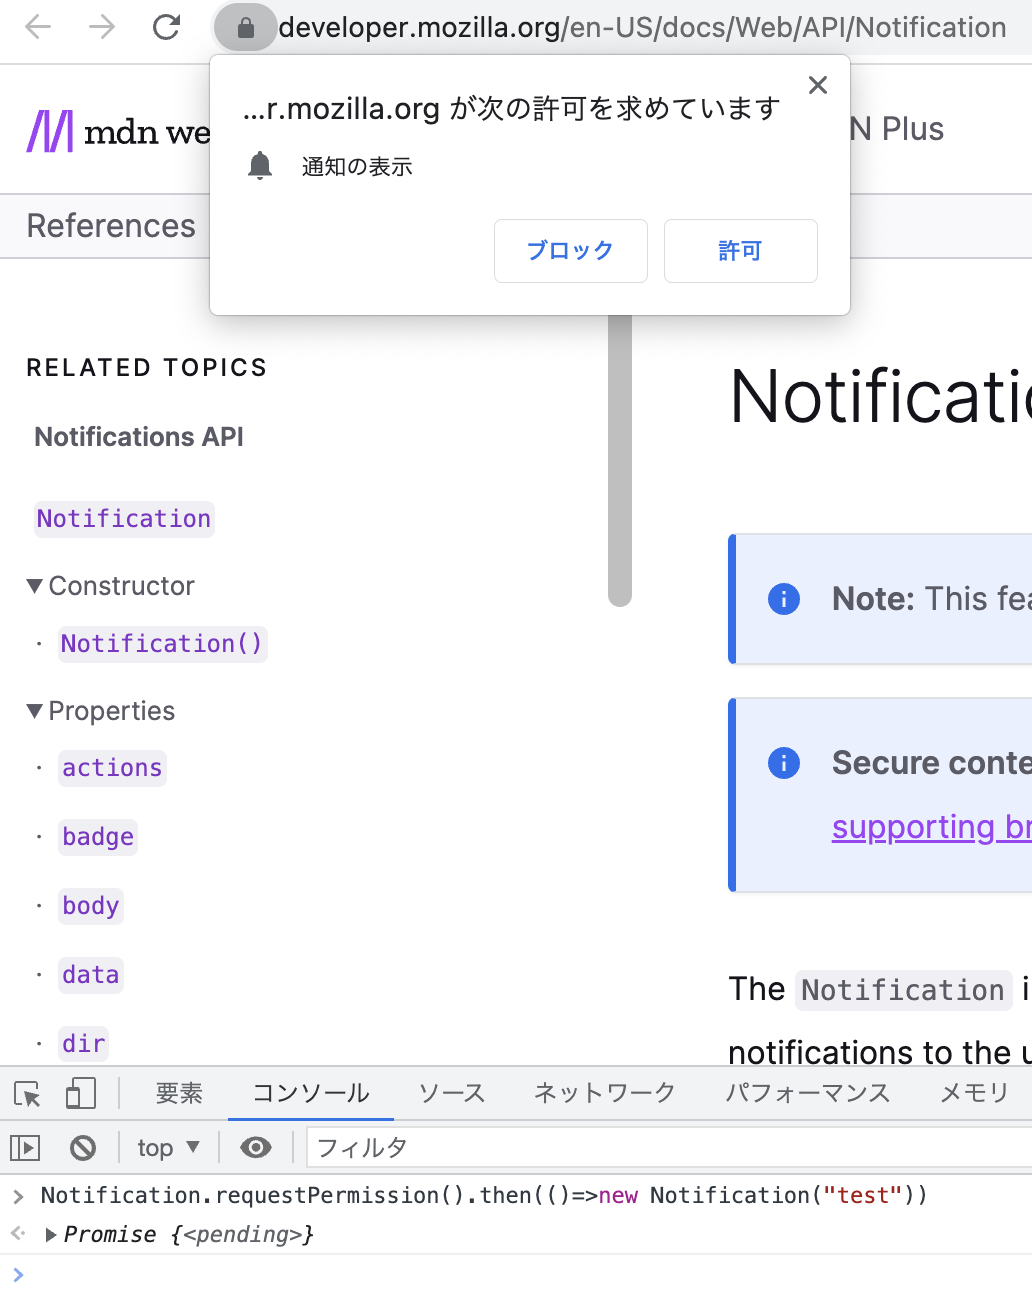 developer.mozilla.org/en-US/docs/Web/API/Notification
...r.mozilla.org が次の許可を求めています
通知の表示
ブロック
許可
mdn we
N Plus
References
RELATED TOPICS
Notifications API
Notification
Constructor
Notification()
Properties
actions
badge
body
data
dir
Notificatio
Note: This fea
Secure conte
supporting br
The Notification i
notifications to the u
要素 コンソール ソース ネットワーク パフォーマンス メモリ
top フィルタ
Notification.requestPermission().then(()=>new Notification("test"))
Promise {<pending>}